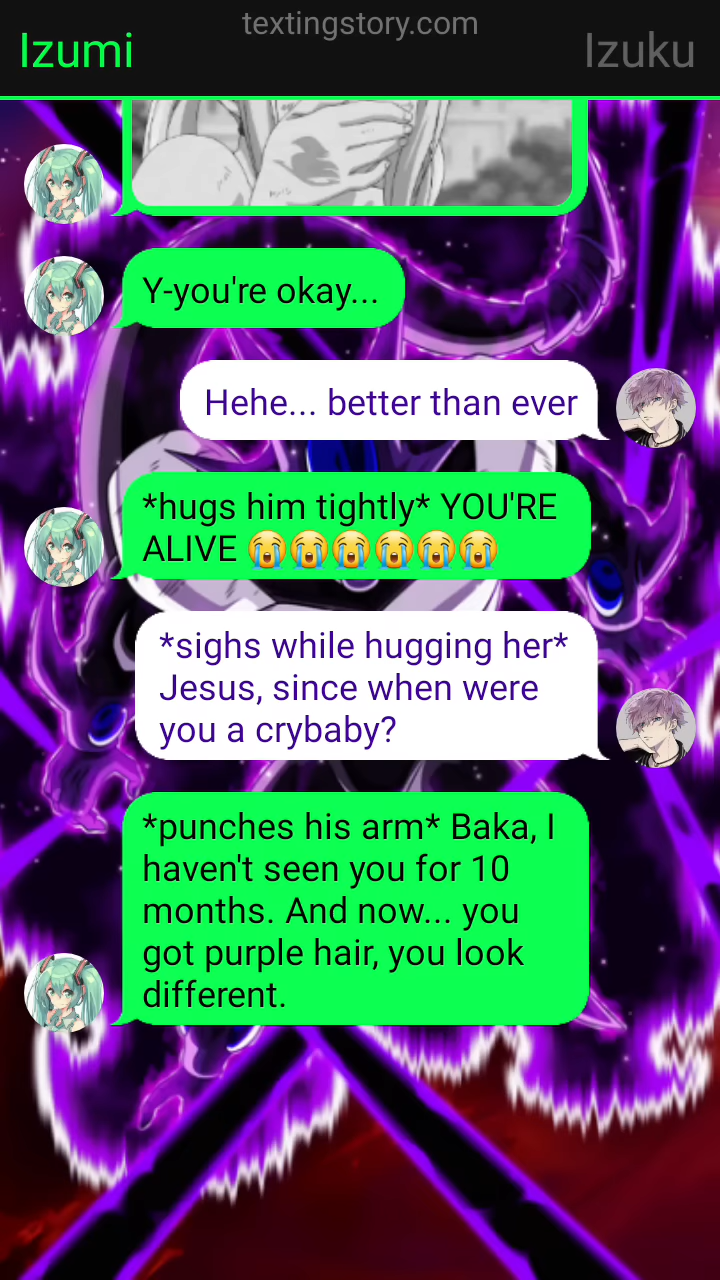 textingstory.com
Izumi
Izuku
Y-you're okay...
Hehe... better than ever
*hugs him tightly* YOU'RE
ALIVE 😭😭😭😭😭😭
*sighs while hugging her*
Jesus, since when were
you a crybaby?
*punches his arm* Baka, I
haven't seen you for 10
months. And now... you
got purple hair, you look
different.